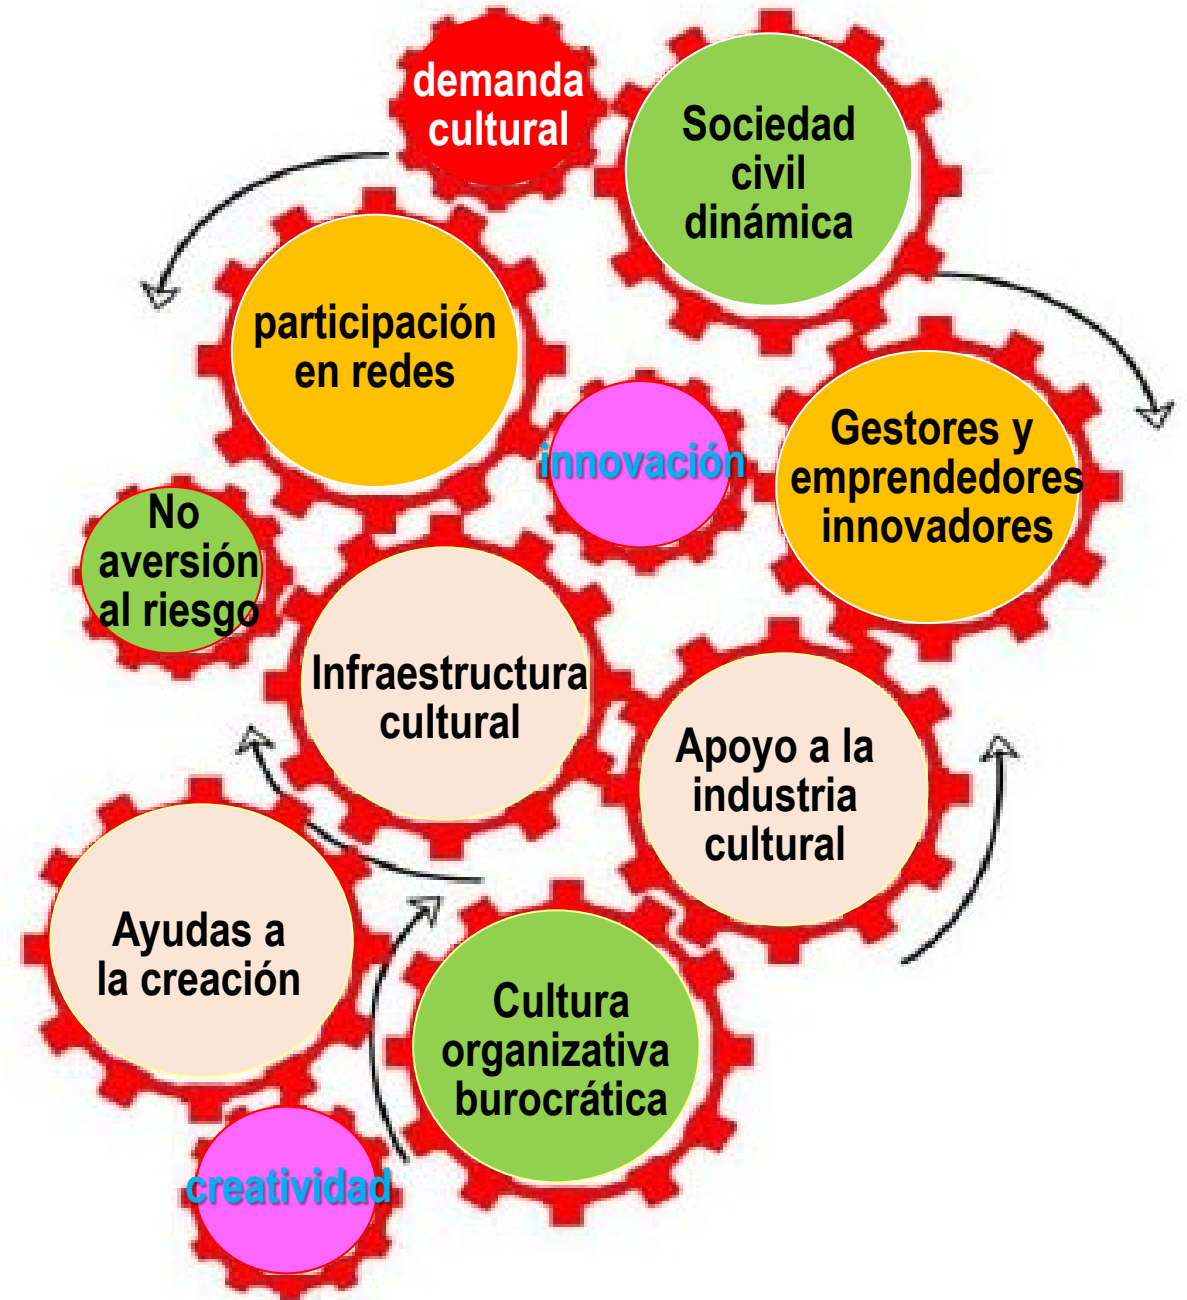 demanda
cultural
Sociedad
civil
dinámica
participación
en redes
innovación
Gestores y
emprendedores
innovadores
No
aversión
al riesgo
Infraestructura
cultural
Apoyo a la
industria
cultural
Ayudas a
la creación
Cultura
organizativa
burocrática
creatividad